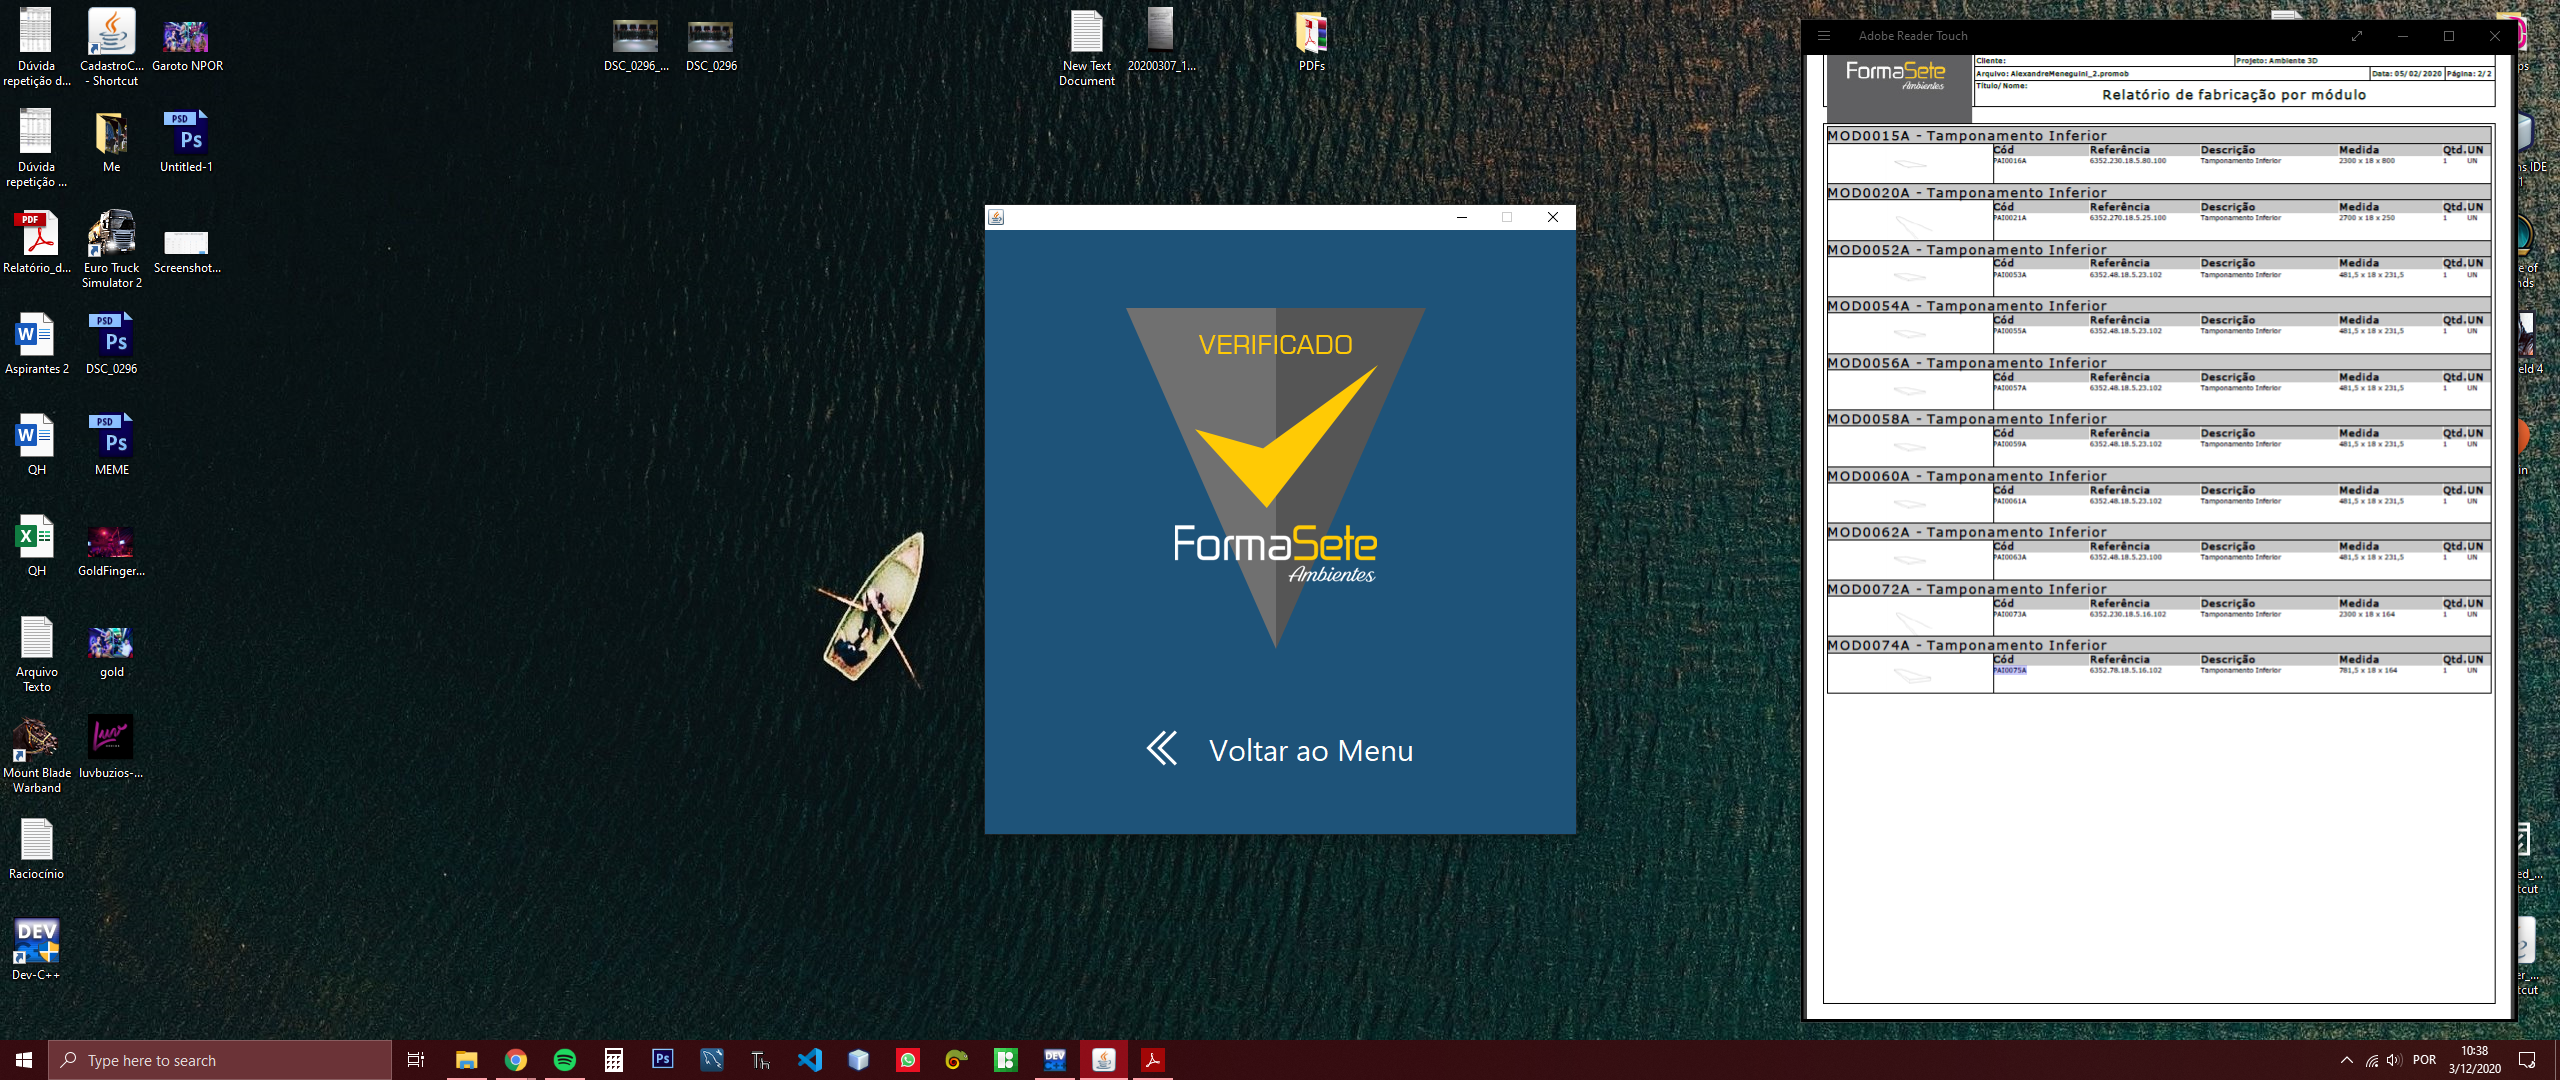 Dúvida
repetição d...
CadastroC...
- Shortcut
Garoto NPOR
Dúvida
repetição ...
Me
PSD
Ps
Untitled-1
PDF
Relatório_d...
Euro Truck
Simulator 2
Screenshot...
Aspirantes 2
PSD
Ps
DSC_0296
QH
PSD
Ps
MEME
QH
GoldFinger...
Arquivo
Texto
gold
Mount Blade
Warband
Luv
luvbuzios-...
Raciocínio
DEV
Dev-C++
DSC_0296_...
DSC_0296
New Text
Document
20200307_1...
PDFs
VERIFICADO
FormaSete
Ambientes
Voltar ao Menu
Adobe Reader Touch
FormaSete
Ambientes
Cliente:
Projeto: Ambiente 3D
Arquivo: AlexandreMeneguini_2.promob
Data: 05/02/2020
Página: 2/2
Título/Nome:
Relatório de fabricação por módulo
MOD0015A - Tamponamento Inferior
Cód Referência Descrição Medida Qtd. UN
PAI0016A 6352.230.18.5.80.100 Tamponamento Inferior 2300 x 18 x 800 1 UN
MOD0020A - Tamponamento Inferior
Cód Referência Descrição Medida Qtd. UN
PAI0021A 6352.270.18.5.25.100 Tamponamento Inferior 2700 x 18 x 250 1 UN
MOD0052A - Tamponamento Inferior
Cód Referência Descrição Medida Qtd. UN
PAI0053A 6352.48.18.5.23.102 Tamponamento Inferior 481,5 x 18 x 231,5 1 UN
MOD0054A - Tamponamento Inferior
Cód Referência Descrição Medida Qtd. UN
PAI0055A 6352.48.18.5.23.102 Tamponamento Inferior 481,5 x 18 x 231,5 1 UN
MOD0056A - Tamponamento Inferior
Cód Referência Descrição Medida Qtd. UN
PAI0057A 6352.48.18.5.23.102 Tamponamento Inferior 481,5 x 18 x 231,5 1 UN
MOD0058A - Tamponamento Inferior
Cód Referência Descrição Medida Qtd. UN
PAI0059A 6352.48.18.5.23.102 Tamponamento Inferior 481,5 x 18 x 231,5 1 UN
MOD0060A - Tamponamento Inferior
Cód Referência Descrição Medida Qtd. UN
PAI0061A 6352.48.18.5.23.102 Tamponamento Inferior 481,5 x 18 x 231,5 1 UN
MOD0062A - Tamponamento Inferior
Cód Referência Descrição Medida Qtd. UN
PAI0063A 6352.48.18.5.23.100 Tamponamento Inferior 481,5 x 18 x 231,5 1 UN
MOD0072A - Tamponamento Inferior
Cód Referência Descrição Medida Qtd. UN
PAI0073A 6352.230.18.5.16.102 Tamponamento Inferior 2300 x 18 x 164 1 UN
MOD0074A - Tamponamento Inferior
Cód Referência Descrição Medida Qtd. UN
PAI0075A 6352.78.18.5.16.102 Tamponamento Inferior 781,5 x 18 x 164 1 UN
Type here to search
Ps
Th
DEV
POR
10:38
3/12/2020